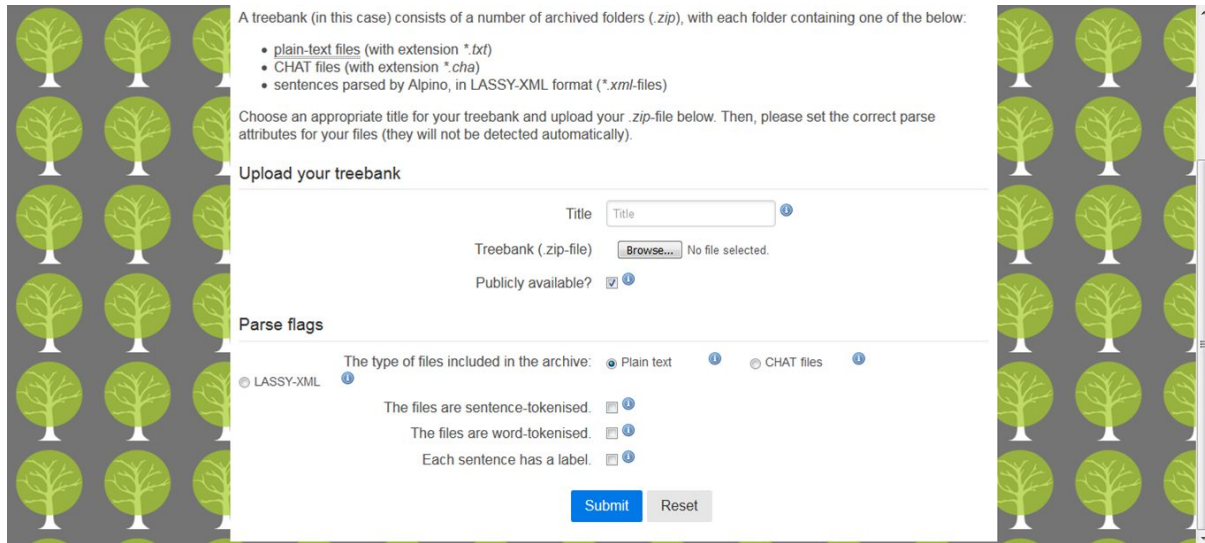 A treebank (in this case) consists of a number of archived folders (.zip), with each folder containing one of the below:
• plain-text files (with extension *.txt)
• CHAT files (with extension *.cha)
• sentences parsed by Alpino, in LASSY-XML format (*.xml-files)
Choose an appropriate title for your treebank and upload your .zip-file below. Then, please set the correct parse
attributes for your files (they will not be detected automatically).
Upload your treebank
Title Title
Treebank (.zip-file) Browse... No file selected.
Publicly available?
Parse flags
The type of files included in the archive: Plain text CHAT files
LASSY-XML
The files are sentence-tokenised.
The files are word-tokenised.
Each sentence has a label.
Submit Reset